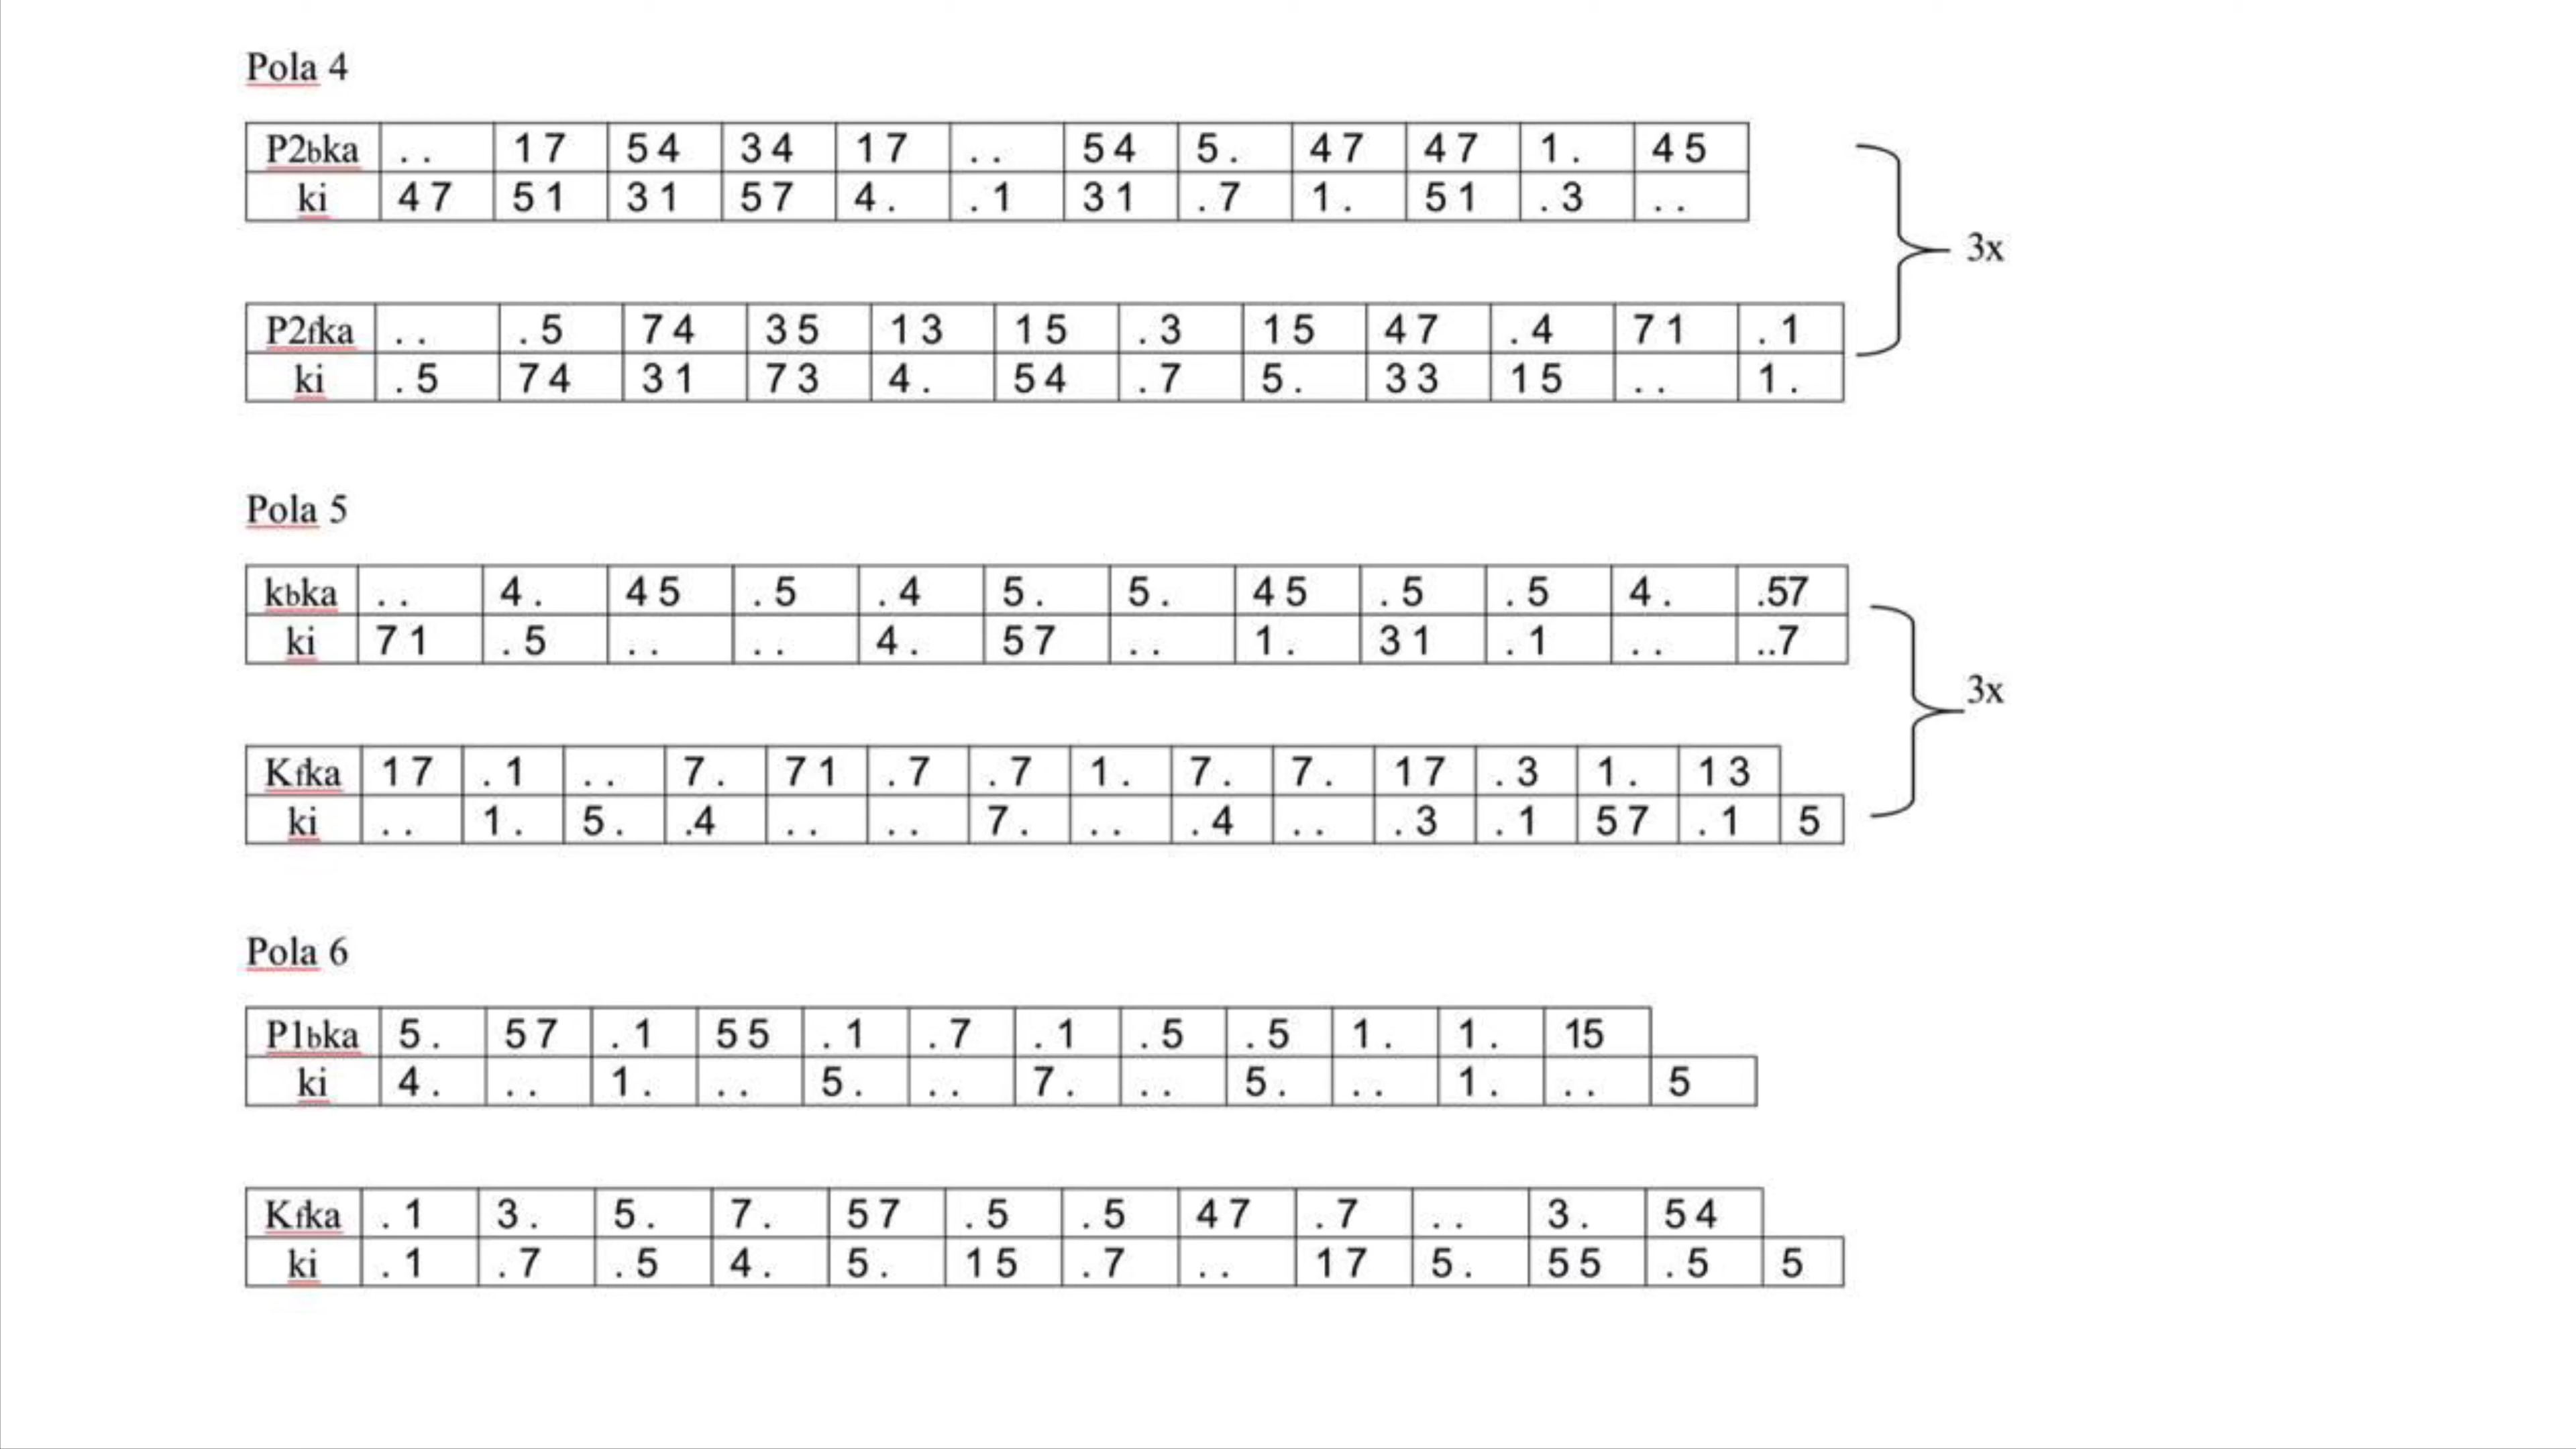 Pola 4
P2bka . . 17 54 34 17 . . 54 5 . 47 47 1 . 45
ki 47 51 31 57 4 . . 1 31 . 7 1 . 51 . 3 . .
3x
P2fka . . . 5 74 35 13 15 . 3 15 47 . 4 71 . 1
ki . 5 74 31 73 4 . 54 . 7 5 . 33 15 . . 1 .
Pola 5
kbka . . 4 . 45 . 5 . 4 5 . 5 . 45 . 5 . 5 4 . .57
ki 71 . 5 . . . . 4 . 57 . . 1 . 31 . 1 . . ..7
3x
Kfka 17 . 1 . . 7 . 71 . 7 . 7 1 . 7 . 7 . 17 . 3 1 . 13
ki . . 1 . 5 . .4 . . . . 7 . . . . 4 . . . 3 . 1 57 . 1 5
Pola 6
P1bka 5 . 57 . 1 55 . 1 . 7 . 1 . 5 . 5 1 . 1 . 15
ki 4 . . . 1 . . . 5 . . . 7 . . . 5 . . . 1 . . . 5
Kfka . 1 3 . 5 . 7 . 57 . 5 . 5 47 . 7 . . 3 . 54
ki . 1 . 7 . 5 4 . 5 . 15 . 7 . . 17 5 . 55 . 5 5